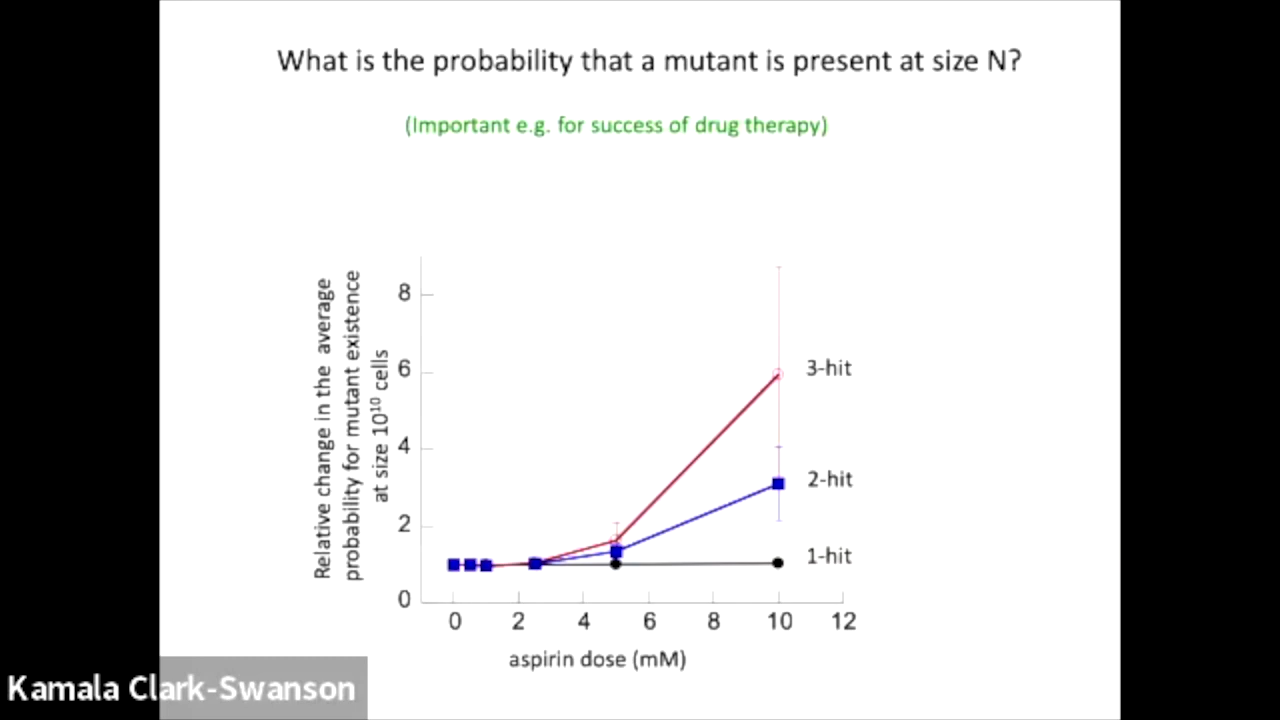 What is the probability that a mutant is present at size N?
(Important e.g. for success of drug therapy)
Relative change in the average
probability for mutant existence
at size 10¹⁰ cells
8
6
4
2
0
3-hit
2-hit
1-hit
0 2 4 6 8 10 12
aspirin dose (mM)
Kamala Clark-Swanson